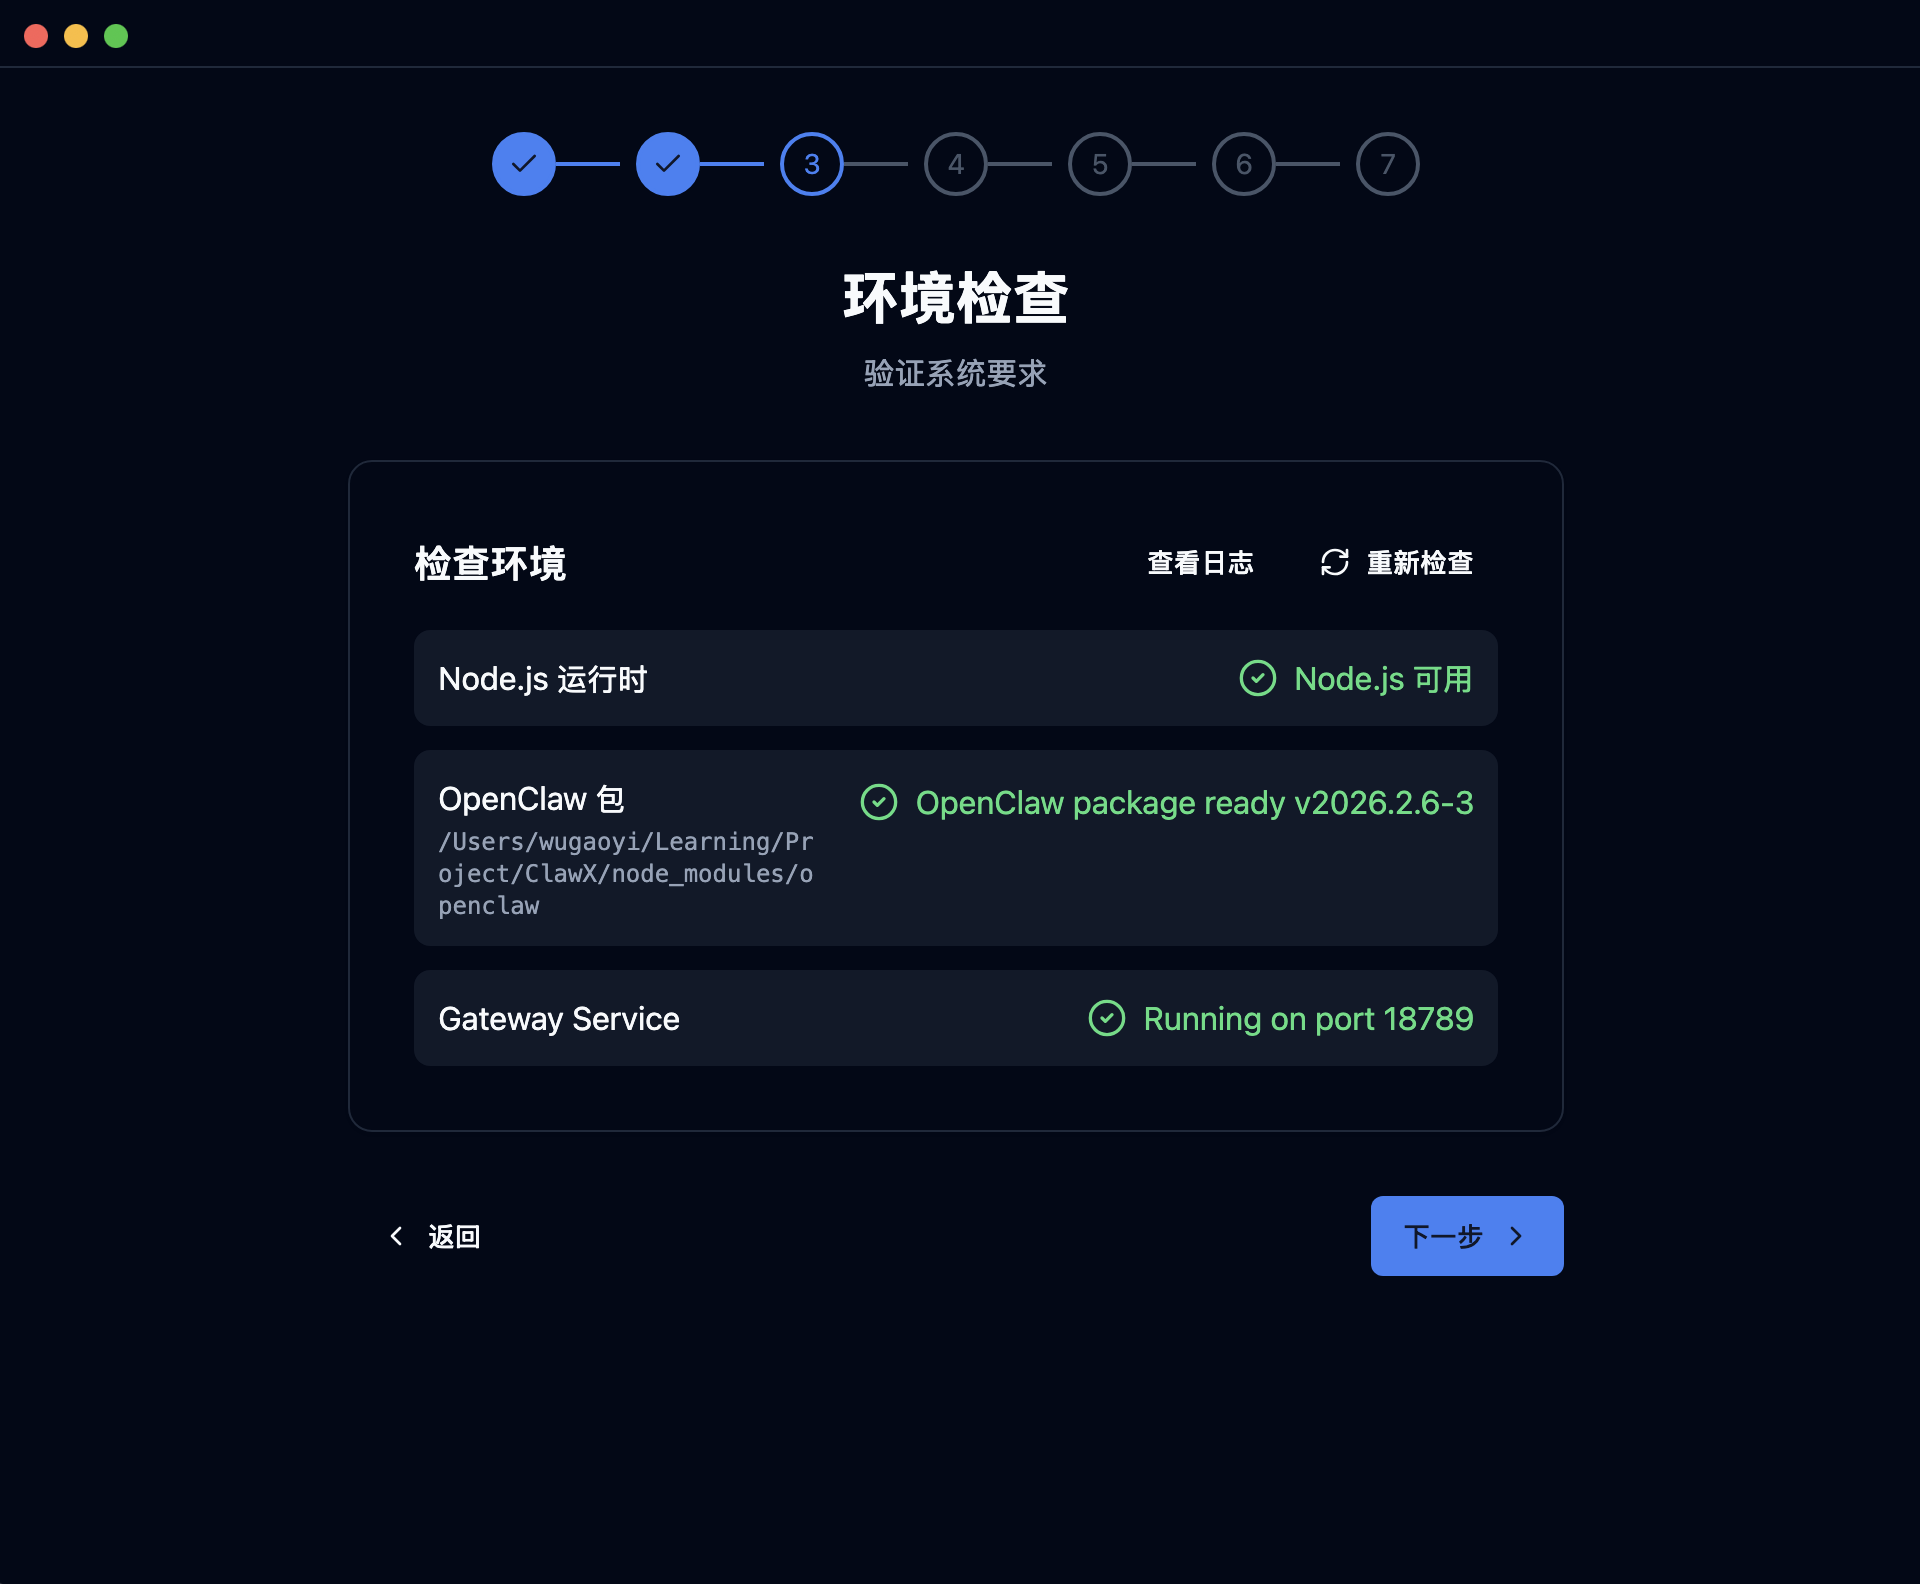 3
4
5
6
7
环境检查
验证系统要求
检查环境
查看日志
重新检查
Node.js 运行时
Node.js 可用
OpenClaw 包
OpenClaw package ready v2026.2.6-3
/Users/wugaoyi/Learning/Pr
oject/ClawX/node_modules/o
penclaw
Gateway Service
Running on port 18789
返回
下一步